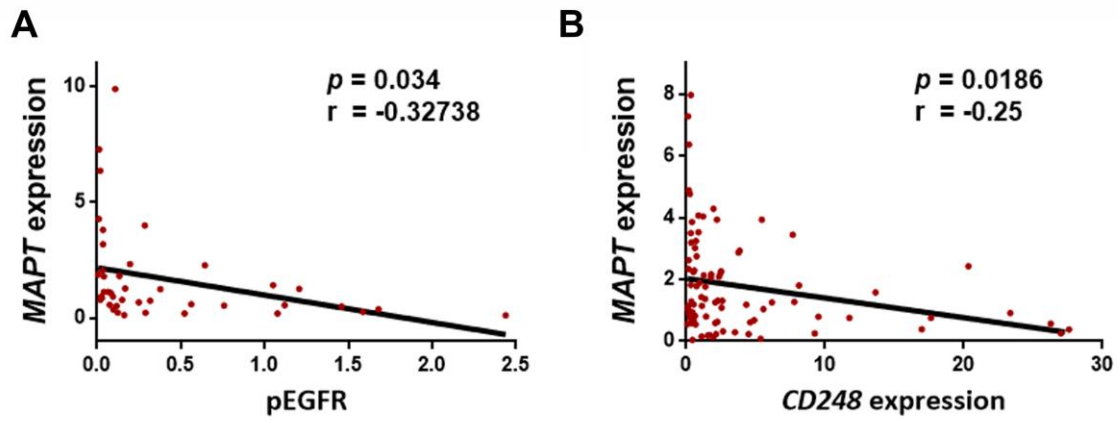 A
p = 0.034
r = -0.32738
MAPT expression
10
5
0
0.0 0.5 1.0 1.5 2.0 2.5
pEGFR
B
p = 0.0186
r = -0.25
MAPT expression
8
6
4
2
0
0 10 20 30
CD248 expression